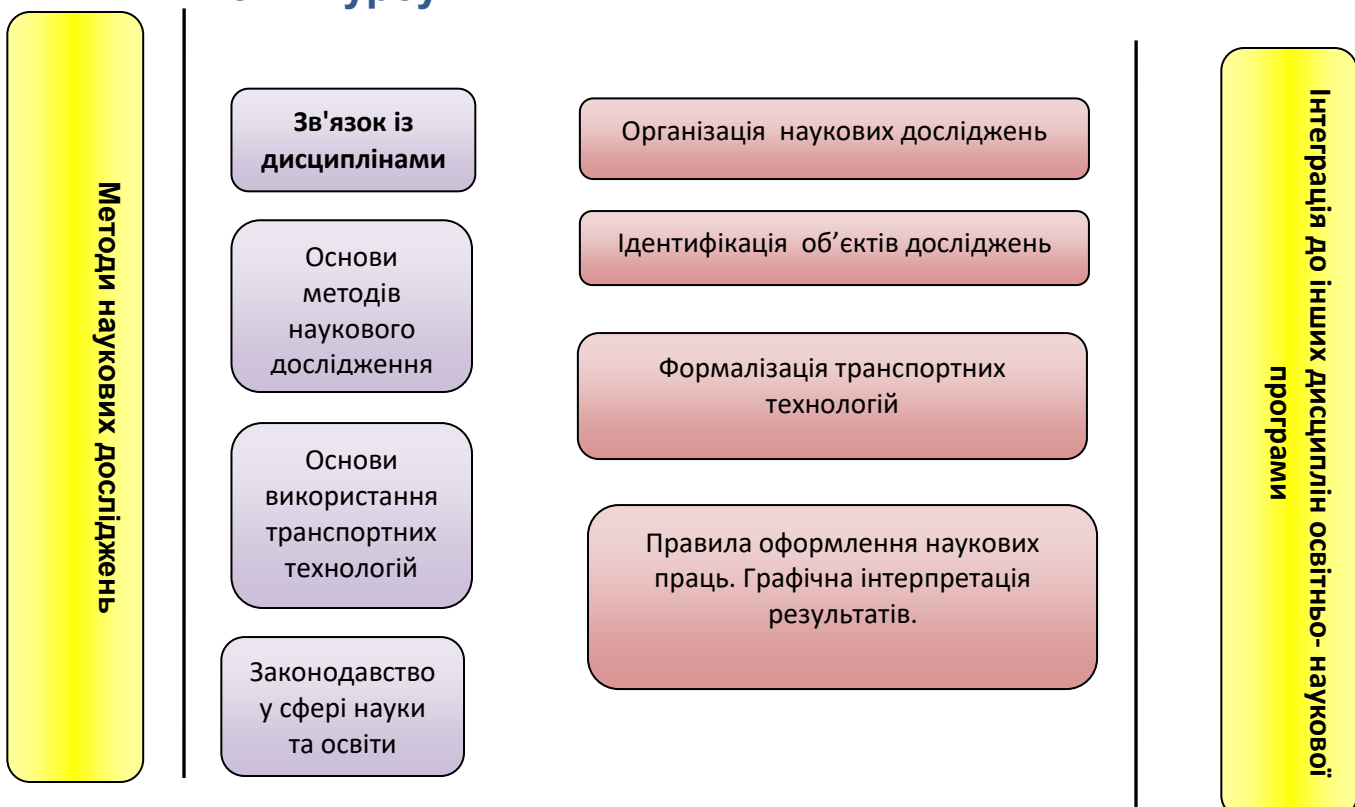 Методи наукових досліджень
Зв'язок із
дисциплінами
Основи
методів
наукового
дослідження
Основи
використання
транспортних
технологій
Законодавство
у сфері науки
та освіти
Організація наукових досліджень
Ідентифікація об’єктів досліджень
Формалізація транспортних
технологій
Правила оформлення наукових
праць. Графічна інтерпретація
результатів.
Інтеграція до інших дисциплін освітньо- наукової
програми